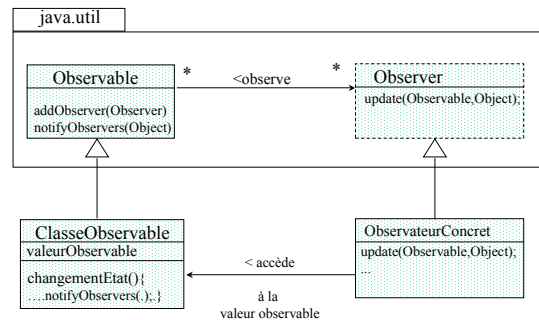 java.util
Observable
addObserver(Observer)
notifyObservers(Object)
*
<observe
*
Observer
update(Observable,Object);
ClasseObservable
valeurObservable
changementEtat(){
....notifyObservers(.);.}
< accède
à la
valeur observable
ObservateurConcret
update(Observable,Object);
...